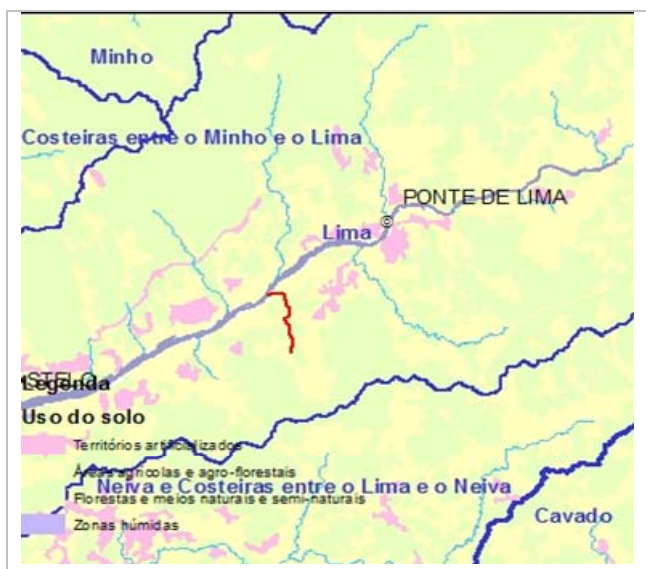 Minho
Costeiras entre o Minho e o Lima
PONTE DE LIMA
Lima
STELO
Legenda
Uso do solo
Territórios artificializados
Áreas agrícolas e agro-florestais
Neiva e Costeiras entre o Lima e o Neiva
Florestas e meios naturais e semi-naturais
Cavado
Zonas húmidas